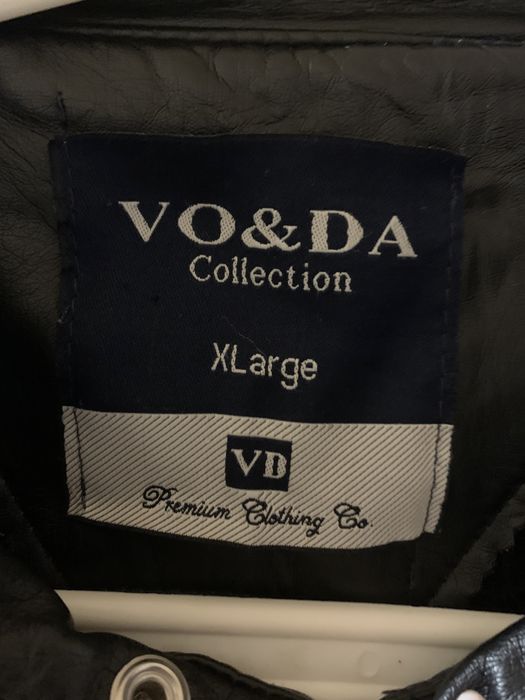 VO&DA
Collection
XLarge
VD
Premium Clothing Co.